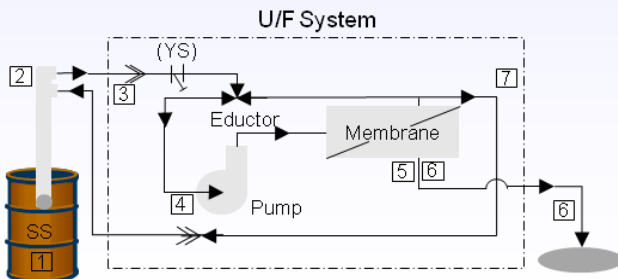 U/F System
(YS)
2
7
3
Eductor
Membrane
5 6
4
Pump
6
SS
1